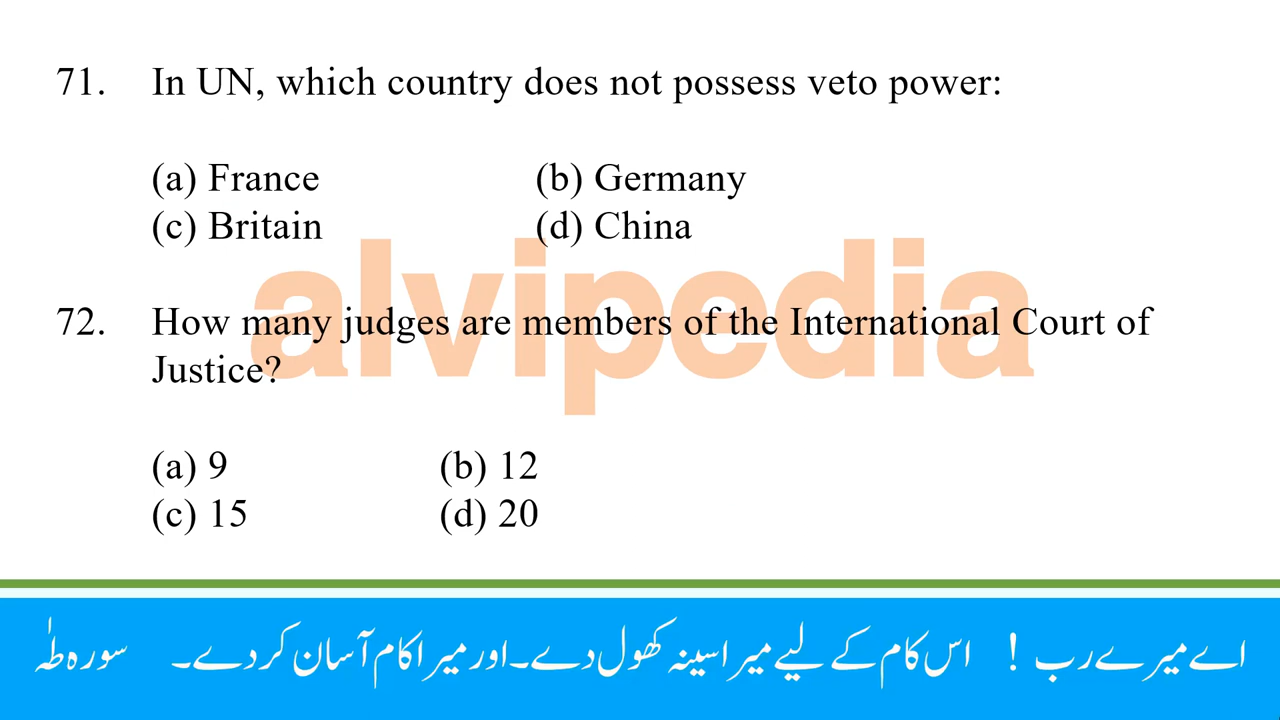 71. In UN, which country does not possess veto power:
(a) France (b) Germany
(c) Britain (d) China
alvipedia
72. How many judges are members of the International Court of
Justice?
(a) 9 (b) 12
(c) 15 (d) 20
اے میرے رب ! اس کام کے لیے میرا سینہ کھول دے۔ اور میرا کام آسان کر دے۔ سورہ طہٰ